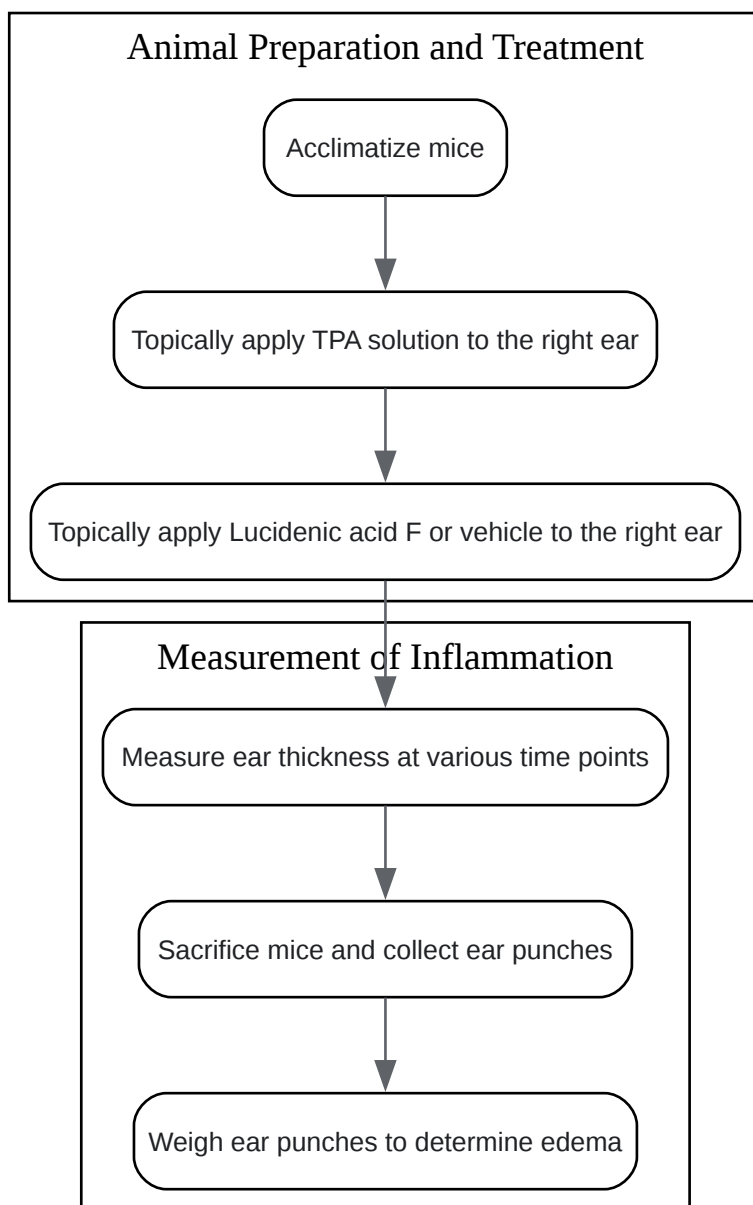 Animal Preparation and Treatment
Acclimatize mice
Topically apply TPA solution to the right ear
Topically apply Lucidenic acid F or vehicle to the right ear
Measurement of Inflammation
Measure ear thickness at various time points
Sacrifice mice and collect ear punches
Weigh ear punches to determine edema